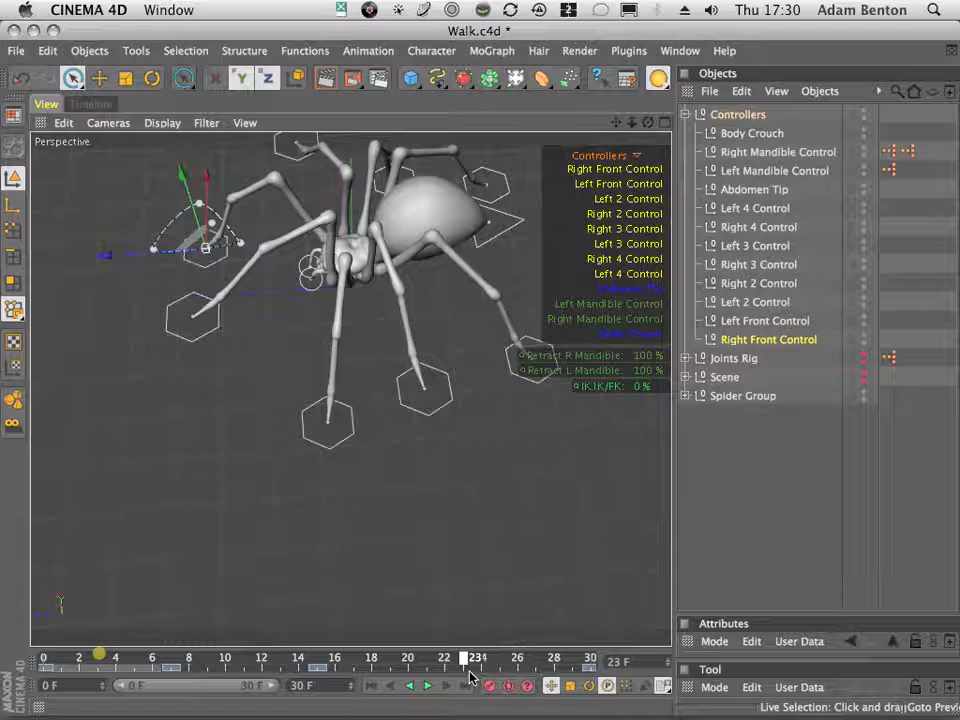 CINEMA 4D Window Thu 17:30 Adam Benton
Walk.c4d *
File Edit Objects Tools Selection Structure Functions Animation Character MoGraph Hair Render Plugins Window Help
View Timeline
Edit Cameras Display Filter View
Perspective
Controllers
Right Front Control
Left Front Control
Left 2 Control
Right 2 Control
Right 3 Control
Left 3 Control
Right 4 Control
Left 4 Control
Abdomen Tip
Left Mandible Control
Right Mandible Control
Body Crouch
Retract R Mandible: 100 %
Retract L Mandible: 100 %
IK.IK/FK: 0 %
0 2 4 6 8 10 12 14 16 18 20 22 234 26 28 30 23 F
0 F 0 F 30 F 30 F
MAXON CINEMA 4D
Objects
File Edit View Objects
Controllers
Body Crouch
Right Mandible Control
Left Mandible Control
Abdomen Tip
Left 4 Control
Right 4 Control
Left 3 Control
Right 3 Control
Right 2 Control
Left 2 Control
Left Front Control
Right Front Control
Joints Rig
Scene
Spider Group
Attributes
Mode Edit User Data
Tool
Mode Edit User Data
Live Selection: Click and drag
Goto Prev